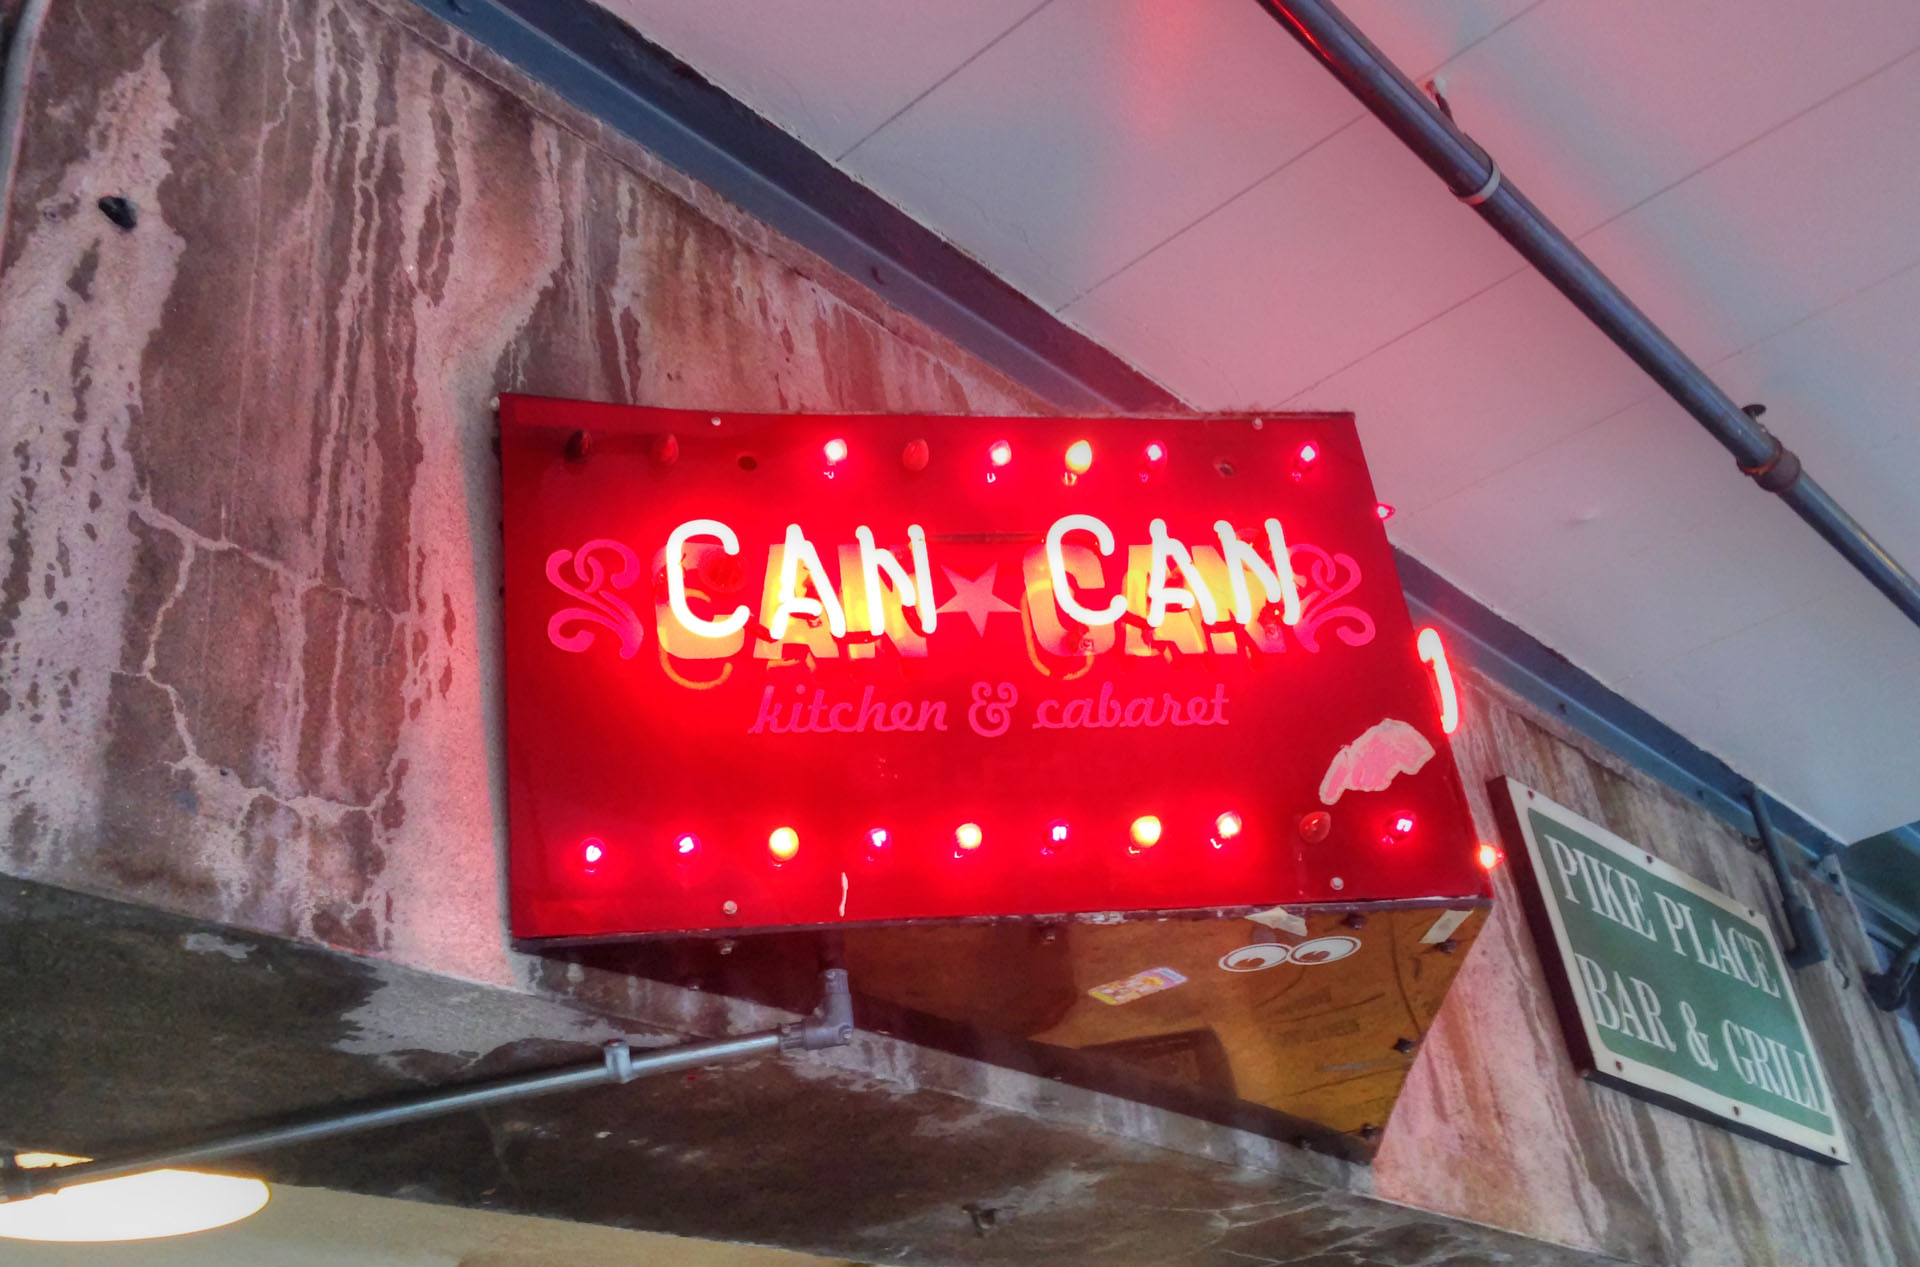 CAN CAN
kitchen & cabaret
PIKE PLACE
BAR & GRILL